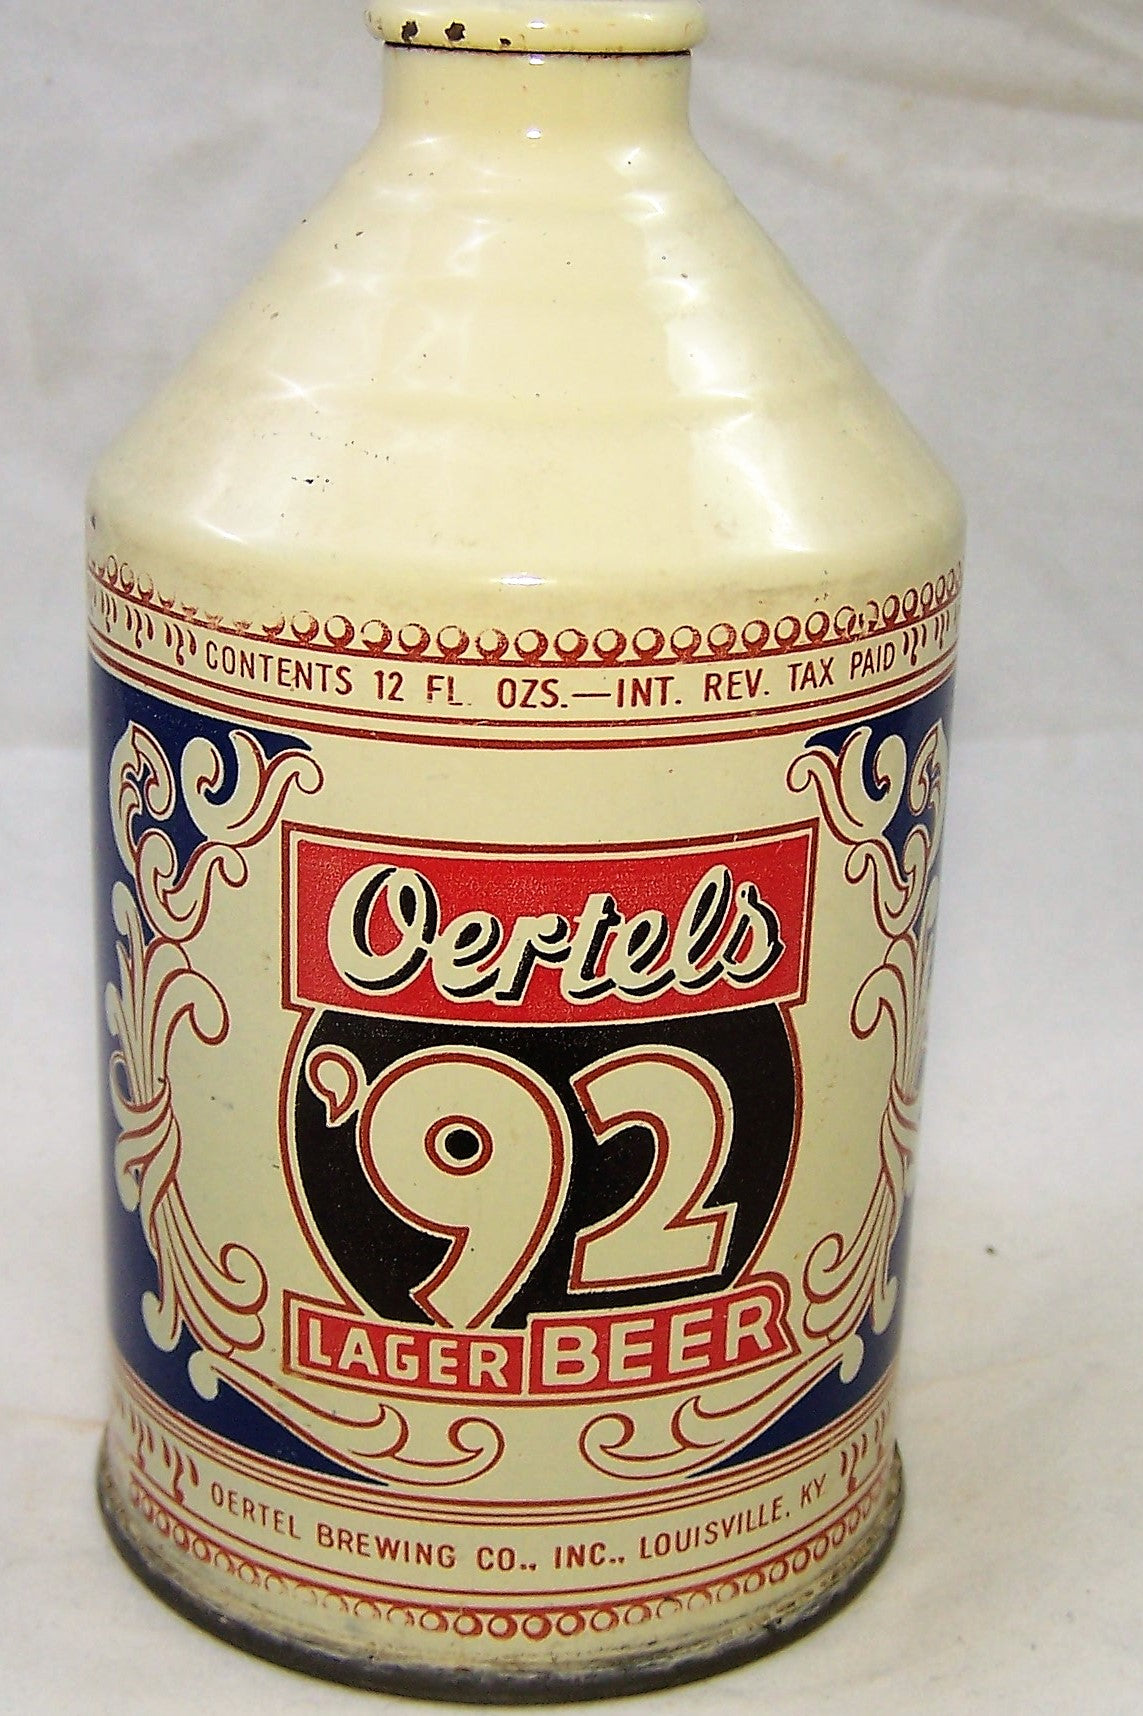 CONTENTS 12 FL. OZS.—INT. REV. TAX PAID
Oertels
'92
LAGER BEER
OERTEL BREWING CO., INC., LOUISVILLE, KY.